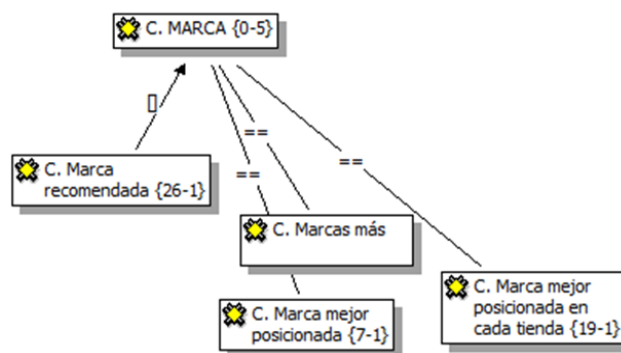 C. MARCA {0-5}
[]
==
==
==
C. Marca
recomendada {26-1}
C. Marcas más
C. Marca mejor
posicionada {7-1}
C. Marca mejor
posicionada en
cada tienda {19-1}